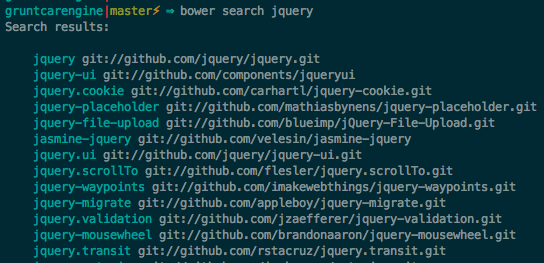 gruntcarengine|master⚡ ⇒ bower search jquery
Search results:
jquery git://github.com/jquery/jquery.git
jquery-ui git://github.com/components/jqueryui
jquery.cookie git://github.com/carhartl/jquery-cookie.git
jquery-placeholder git://github.com/mathiasbynens/jquery-placeholder.git
jquery-file-upload git://github.com/blueimp/jQuery-File-Upload.git
jasmine-jquery git://github.com/velesin/jasmine-jquery
jquery.ui git://github.com/jquery/jquery-ui.git
jquery.scrollTo git://github.com/flesler/jquery.scrollTo.git
jquery-waypoints git://github.com/imakewebthings/jquery-waypoints.git
jquery-migrate git://github.com/appleboy/jquery-migrate.git
jquery.validation git://github.com/jzaefferer/jquery-validation.git
jquery-mousewheel git://github.com/brandonaaron/jquery-mousewheel.git
jquery.transit git://github.com/rstacruz/jquery.transit.git